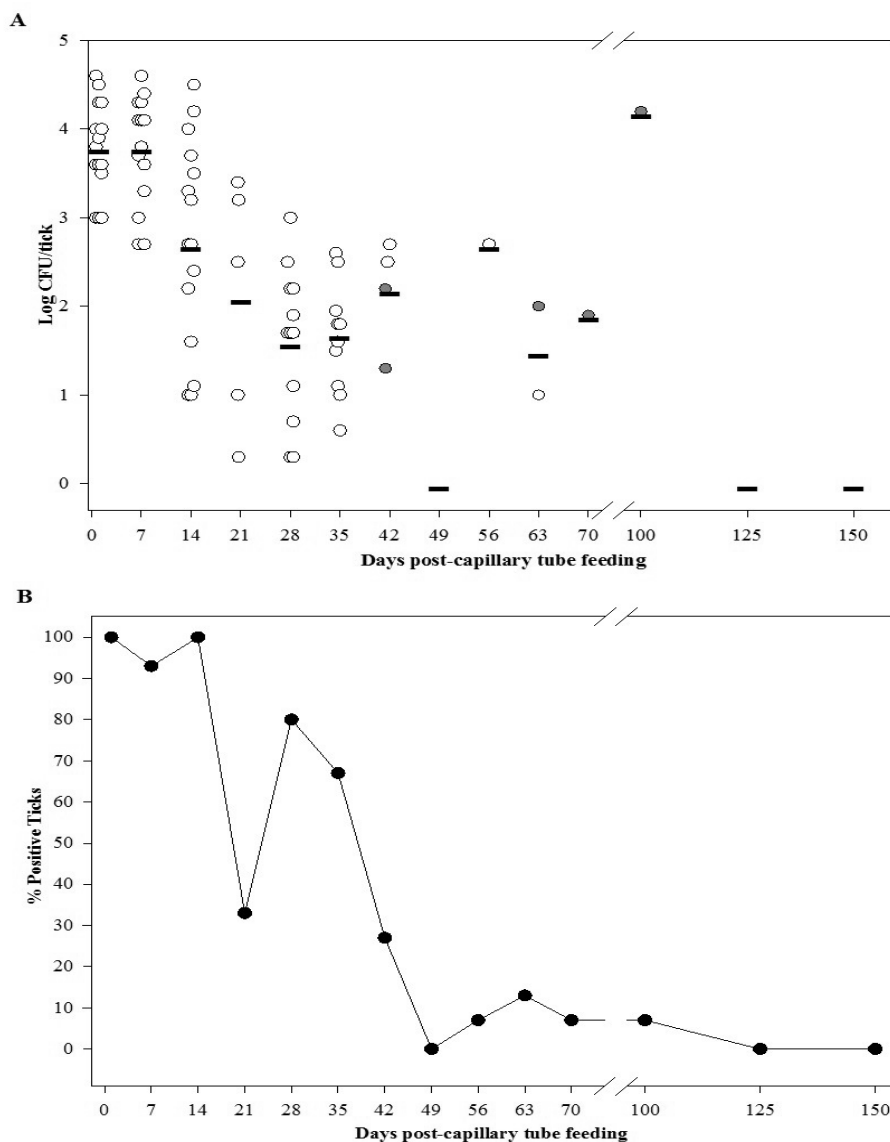 A
5
4
3
2
1
0
Log CFU/tick
0 7 14 21 28 35 42 49 56 63 70 100 125 150
Days post-capillary tube feeding
B
100
90
80
70
60
50
40
30
20
10
0
% Positive Ticks
0 7 14 21 28 35 42 49 56 63 70 100 125 150
Days post-capillary tube feeding